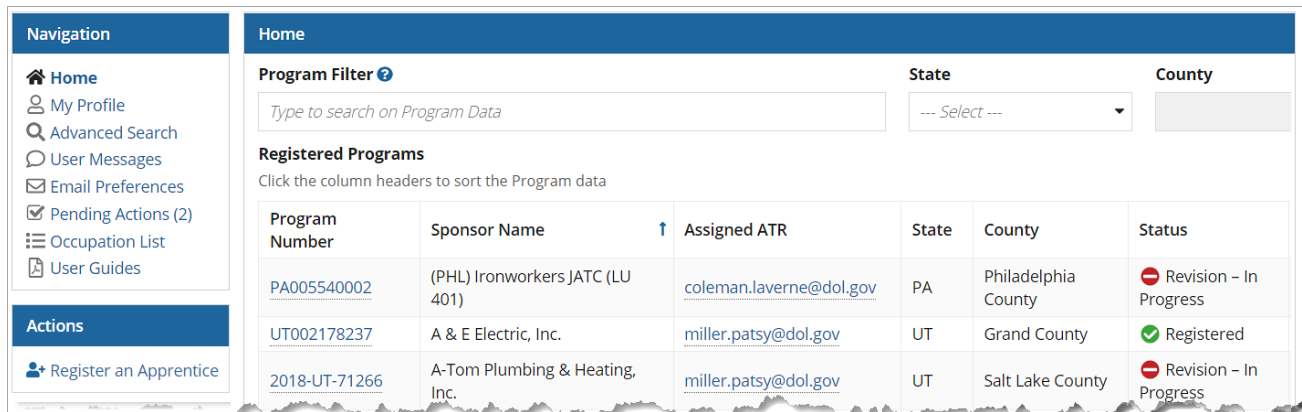 Navigation
Home
My Profile
Advanced Search
User Messages
Email Preferences
Pending Actions (2)
Occupation List
User Guides
Actions
Register an Apprentice
Home
Program Filter ?
State
County
Type to search on Program Data
--- Select ---
Registered Programs
Click the column headers to sort the Program data
Program
Number
Sponsor Name
Assigned ATR
State
County
Status
PA005540002
(PHL) Ironworkers JATC (LU
401)
coleman.laverne@dol.gov
PA
Philadelphia
County
Revision – In
Progress
UT002178237
A & E Electric, Inc.
miller.patsy@dol.gov
UT
Grand County
Registered
2018-UT-71266
A-Tom Plumbing & Heating,
Inc.
miller.patsy@dol.gov
UT
Salt Lake County
Revision – In
Progress